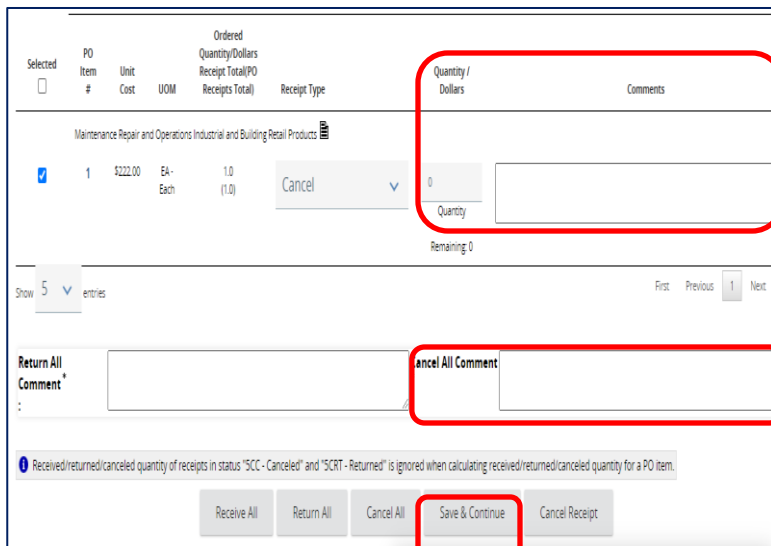 Selected
PO Item #
Unit Cost
UOM
Ordered Quantity/Dollars Receipt Total(PO Receipts Total)
Receipt Type
Quantity / Dollars
Comments
Maintenance Repair and Operations Industrial and Building Retail Products
1 $222.00 EA - Each 1.0 (1.0) Cancel 0
Quantity
Remaining: 0
Show 5 entries First Previous 1 Next
Return All Comment * :
ancel All Comment
Received/returned/canceled quantity of receipts in status "5CC - Canceled" and "5CRT - Returned" is ignored when calculating received/returned/canceled quantity for a PO item.
Receive All Return All Cancel All Save & Continue Cancel Receipt